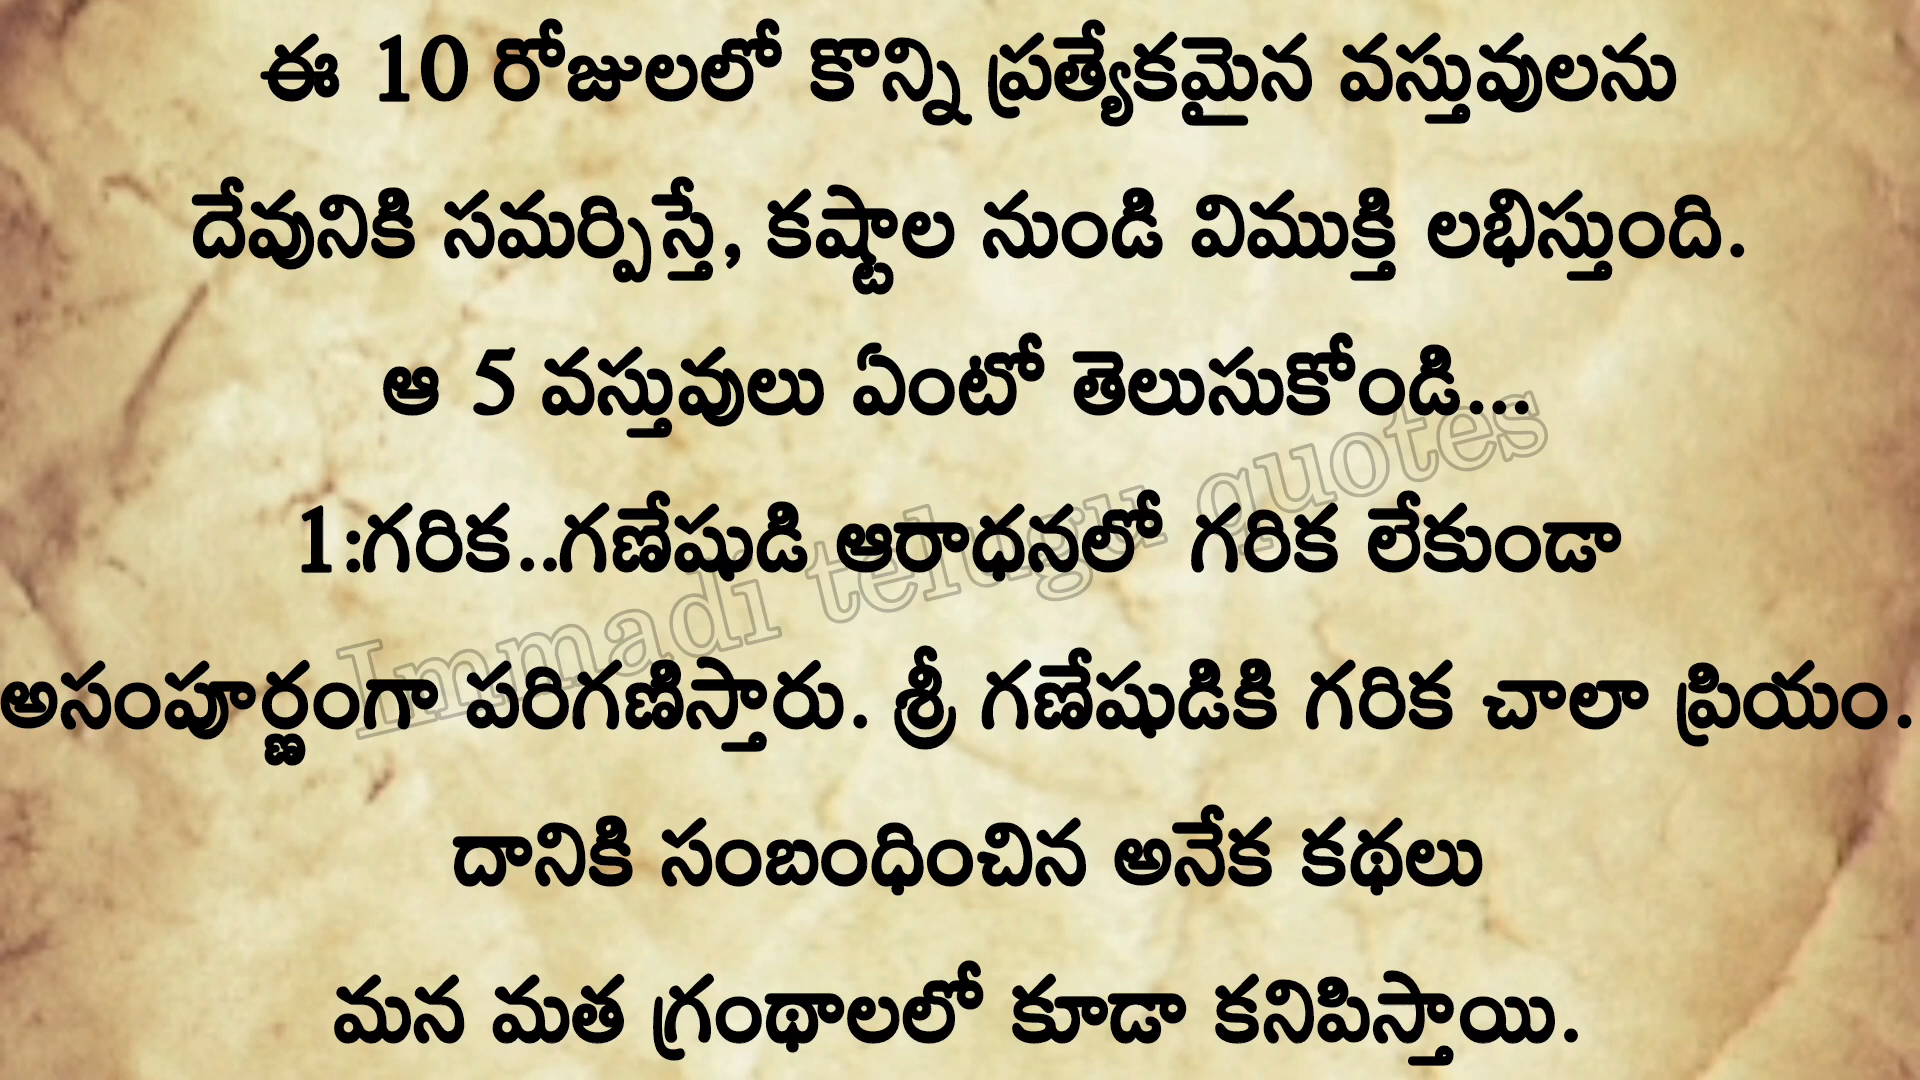 ఈ 10 రోజులలో కొన్ని ప్రత్యేకమైన వస్తువులను
దేవునికి సమర్పిస్తే, కష్టాల నుండి విముక్తి లభిస్తుంది.
ఆ 5 వస్తువులు ఏంటో తెలుసుకోండి...
1:గరిక..గణేషుడి ఆరాధనలో గరిక లేకుండా
అసంపూర్ణంగా పరిగణిస్తారు. శ్రీ గణేషుడికి గరిక చాలా ప్రియం.
దానికి సంబంధించిన అనేక కథలు
మన మత గ్రంథాలలో కూడా కనిపిస్తాయి.
Immadi telugu quotes